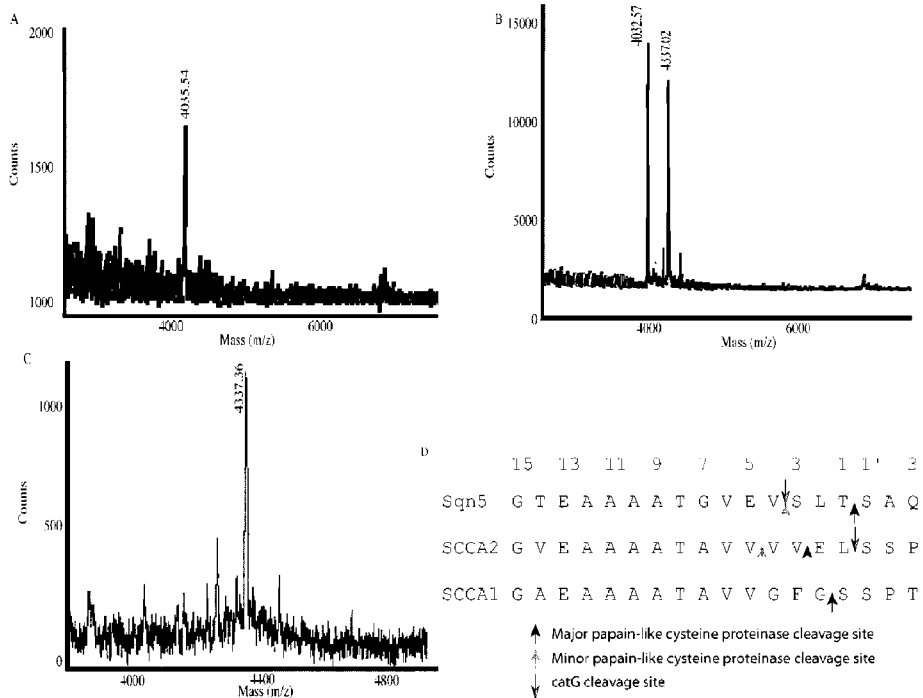 A
2000
1500
1000
Counts
4035.54
4000 6000
Mass (m/z)
B
15000
10000
5000
0
Counts
4032.57
4337.02
4000 6000
Mass (m/z)
C
1000
500
0
Counts
4337.36
4000 4400 4800
Mass (m/z)
D
15 13 11 9 7 5 3 1 1' 3
Sqn5 G T E A A A A T G V E V S L T S A Q
SCCA2 G V E A A A A T A V V V V E L S S P
SCCA1 G A E A A A A T A V V G F G S S P T
Major papain-like cysteine proteinase cleavage site
Minor papain-like cysteine proteinase cleavage site
catG cleavage site